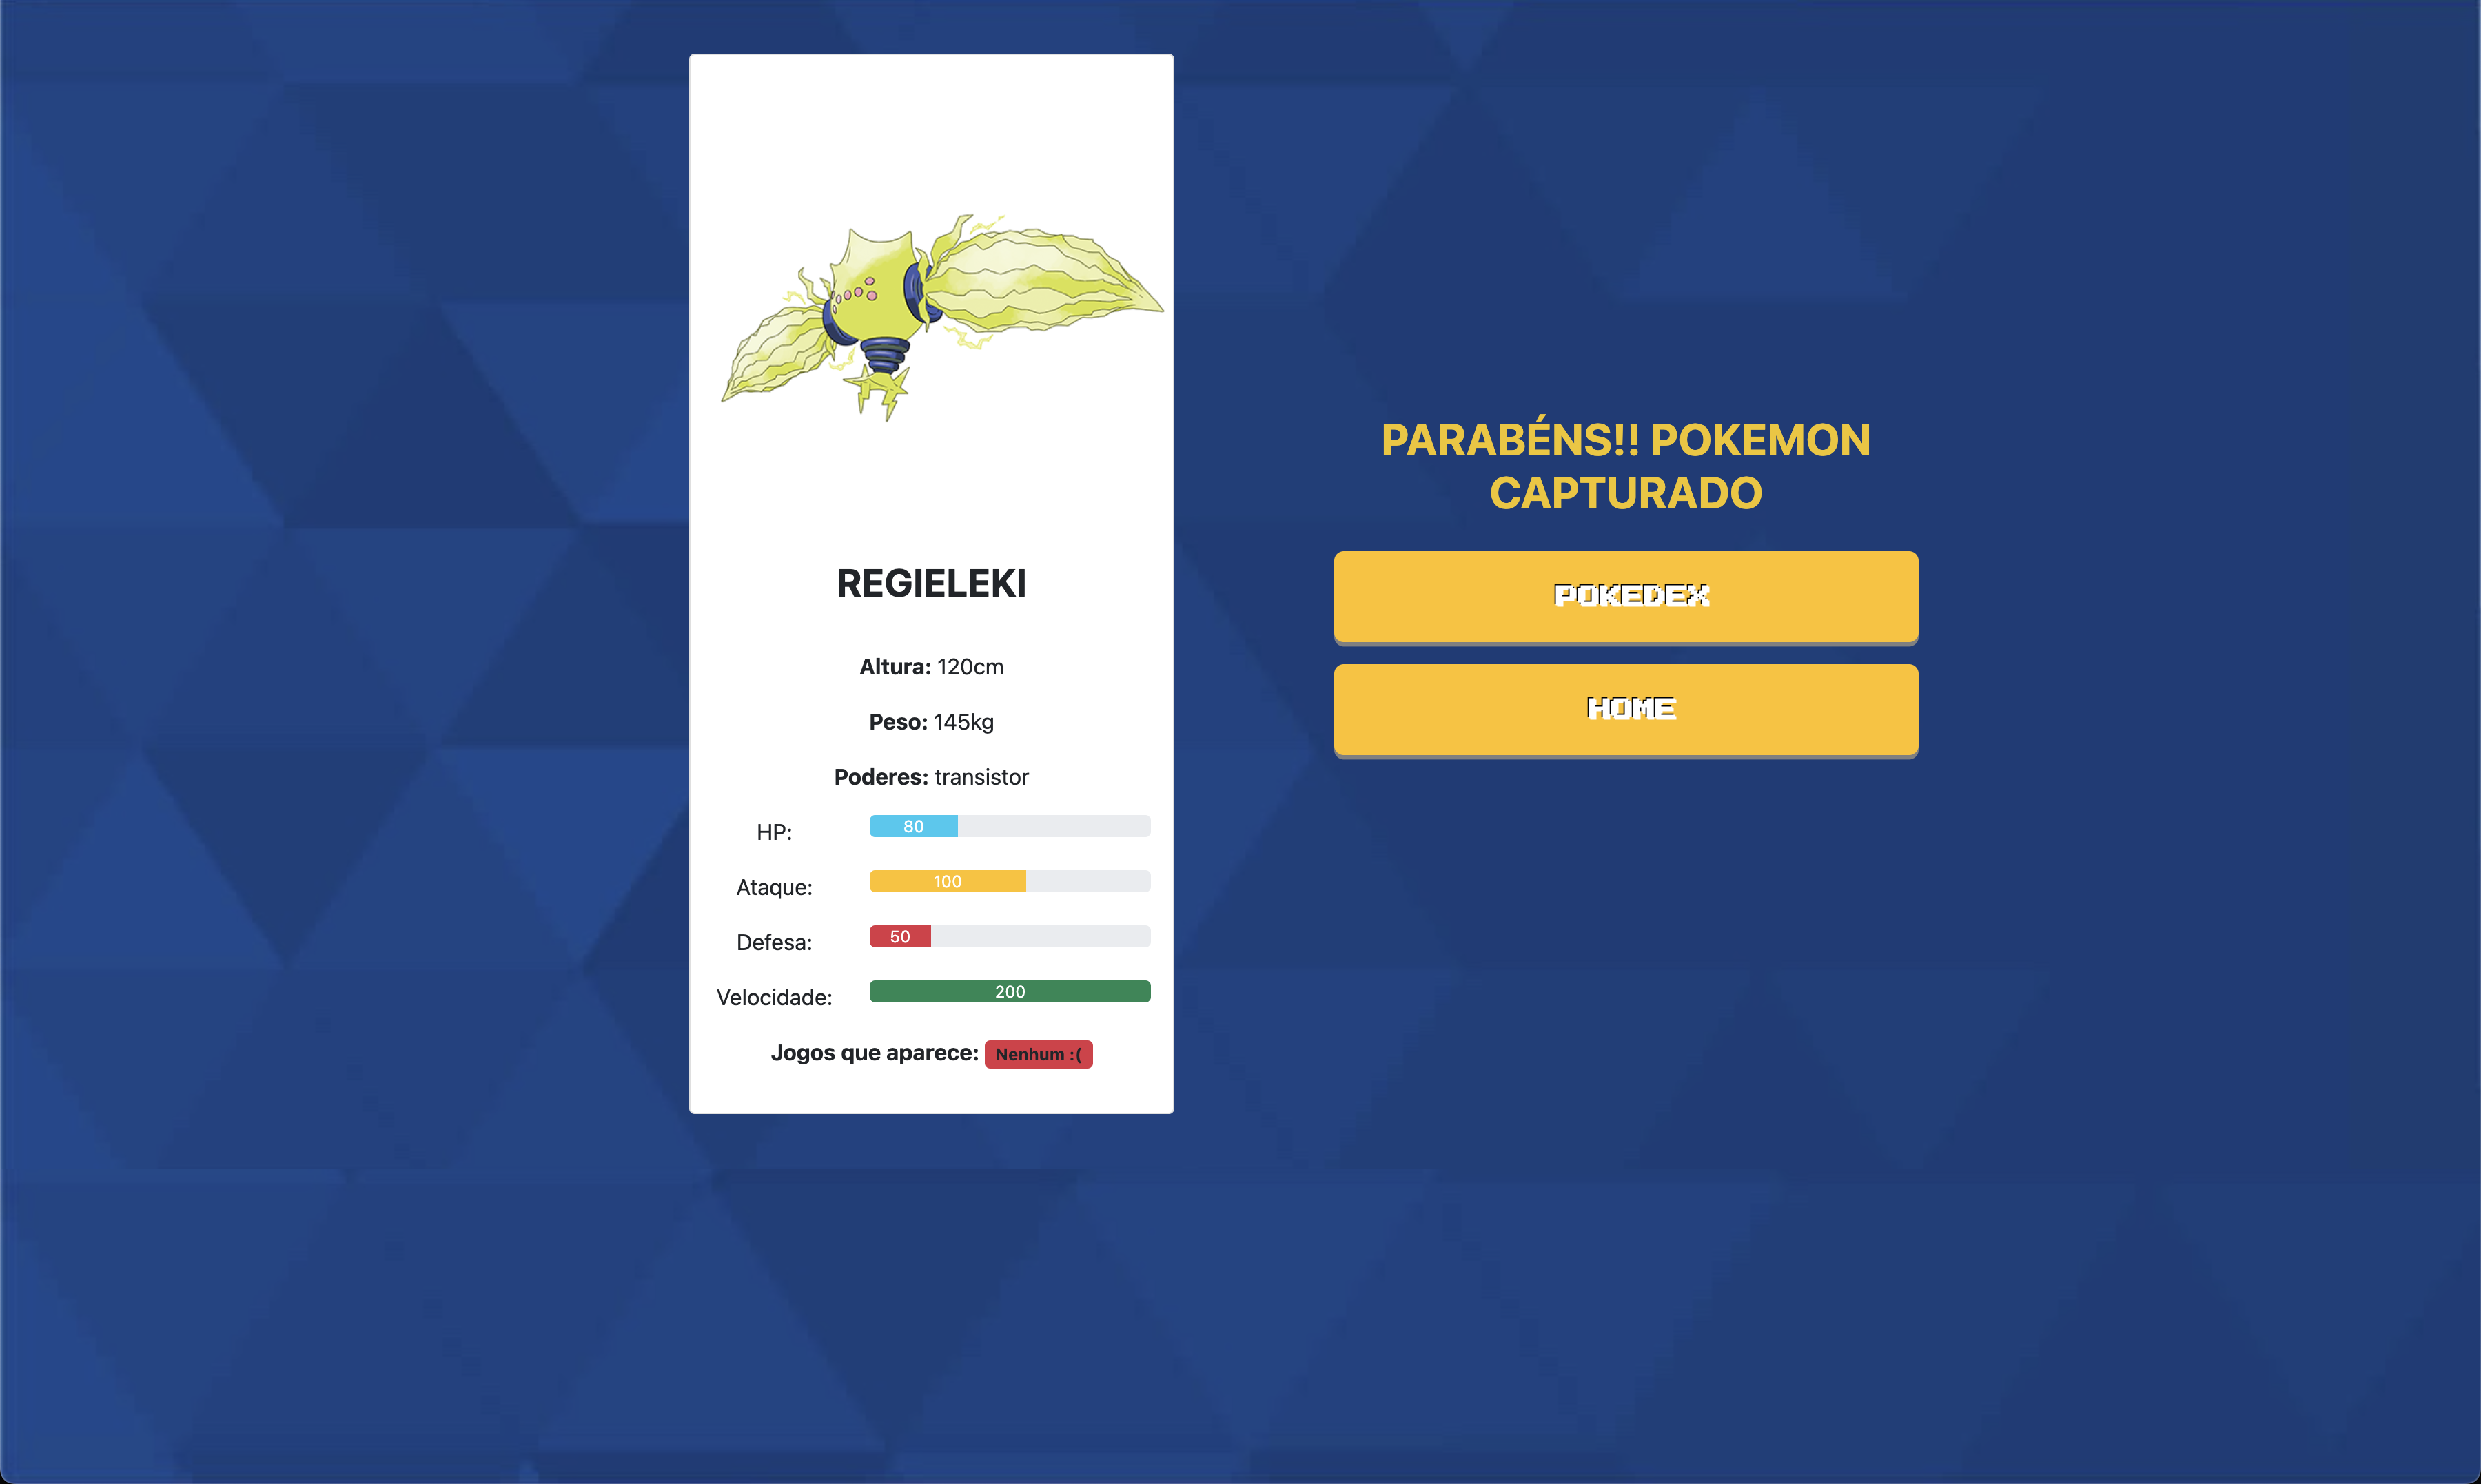 REGIELEKI
Altura: 120cm
Peso: 145kg
Poderes: transistor
HP: 80
Ataque: 100
Defesa: 50
Velocidade: 200
Jogos que aparece: Nenhum :(
PARABÉNS!! POKEMON
CAPTURADO
POKEDEX
HOME